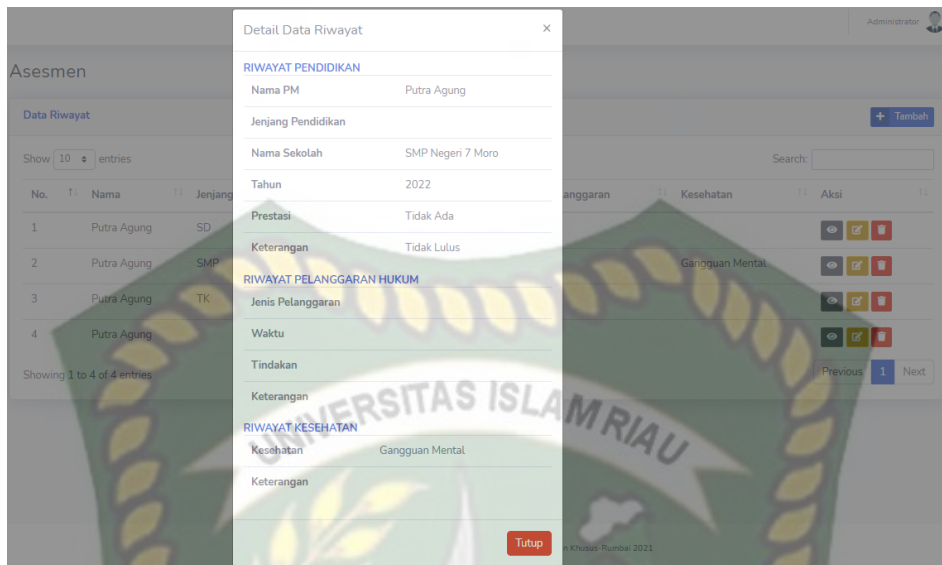 Administrator
Asesmen
Data Riwayat
+ Tambah
Show 10 entries
Search:
No. Nama Jenjang anggaran Kesehatan Aksi
1 Putra Agung SD
2 Putra Agung SMP Gangguan Mental
3 Putra Agung TK
4 Putra Agung
Showing 1 to 4 of 4 entries
Previous 1 Next
Detail Data Riwayat ×
RIWAYAT PENDIDIKAN
Nama PM Putra Agung
Jenjang Pendidikan
Nama Sekolah SMP Negeri 7 Moro
Tahun 2022
Prestasi Tidak Ada
Keterangan Tidak Lulus
RIWAYAT PELANGGARAN HUKUM
Jenis Pelanggaran
Waktu
Tindakan
Keterangan
RIWAYAT KESEHATAN
Kesehatan Gangguan Mental
Keterangan
Tutup
n Khusus-Rumbai 2021
UNIVERSITAS ISLAM RIAU